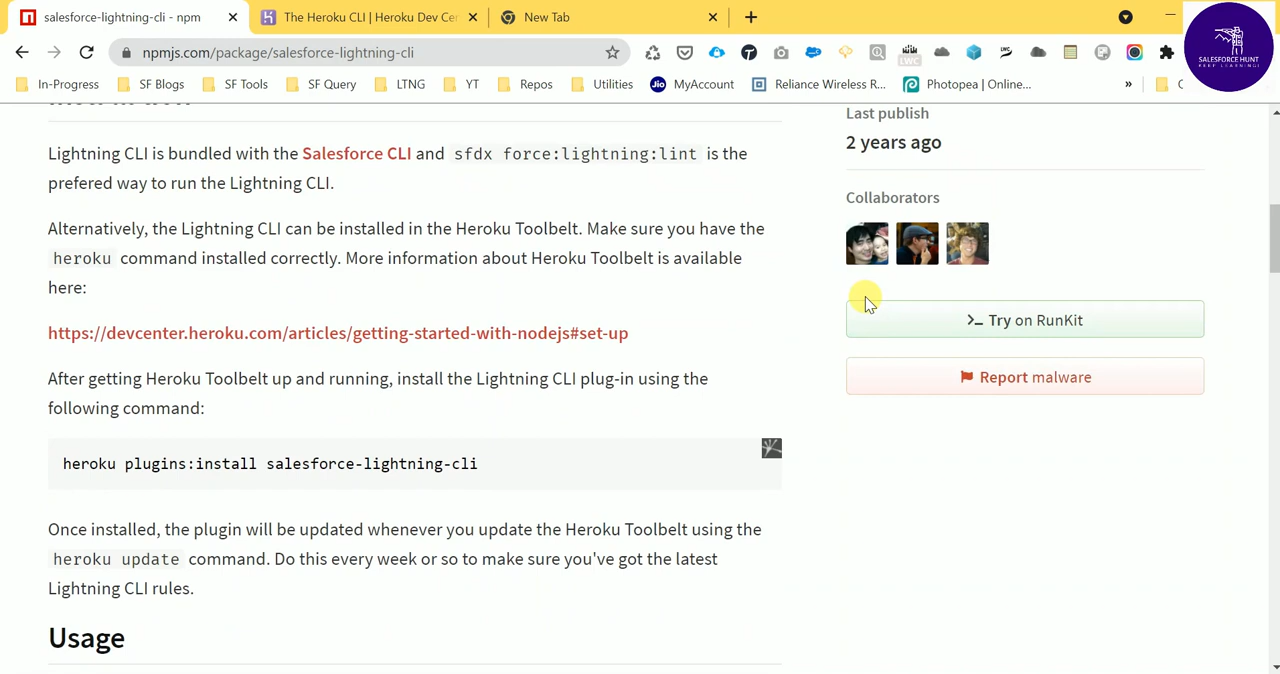 salesforce-lightning-cli - npm
The Heroku CLI | Heroku Dev Cen
New Tab
npmjs.com/package/salesforce-lightning-cli
In-Progress
SF Blogs
SF Tools
SF Query
LTNG
YT
Repos
Utilities
Jio
MyAccount
Reliance Wireless R...
Photopea | Online...
SALESFORCE HUNT
KEEP LEARNING!
LWC
Lightning CLI is bundled with the Salesforce CLI and sfdx force:lightning:lint is the
prefered way to run the Lightning CLI.
Alternatively, the Lightning CLI can be installed in the Heroku Toolbelt. Make sure you have the
heroku command installed correctly. More information about Heroku Toolbelt is available
here:
https://devcenter.heroku.com/articles/getting-started-with-nodejs#set-up
After getting Heroku Toolbelt up and running, install the Lightning CLI plug-in using the
following command:
heroku plugins:install salesforce-lightning-cli
Once installed, the plugin will be updated whenever you update the Heroku Toolbelt using the
heroku update command. Do this every week or so to make sure you've got the latest
Lightning CLI rules.
Usage
Last publish
2 years ago
Collaborators
Try on RunKit
Report malware